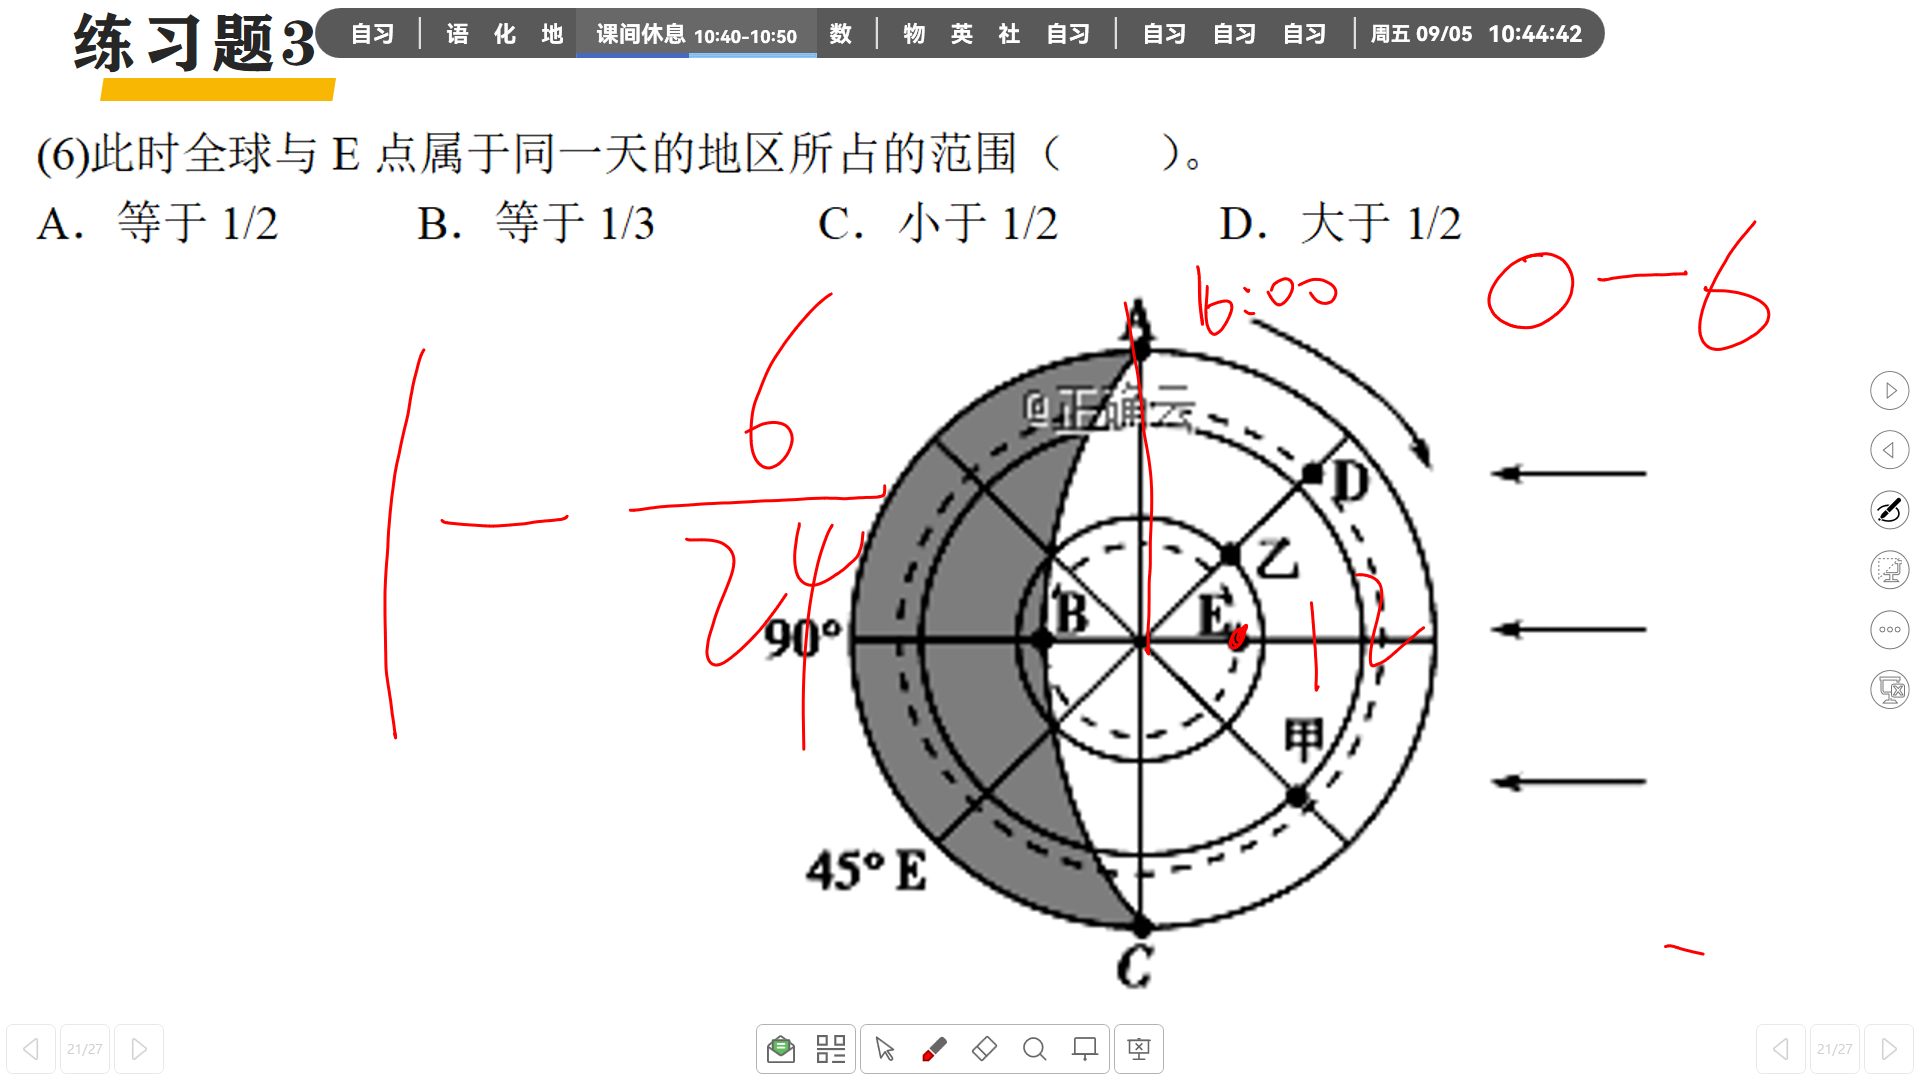 练习题3
自习 | 语 化 地 课间休息 10:40-10:50 数 | 物 英 社 自习 | 自习 自习 自习 | 周五 09/05 10:44:42
(6)此时全球与 E 点属于同一天的地区所占的范围（　　）。
A. 等于 1/2 B. 等于 1/3 C. 小于 1/2 D. 大于 1/2
6:00
0—6
A
@正确云
D
乙
1 — 6/24
B
E
12
90°
甲
45° E
C
21/27
21/27